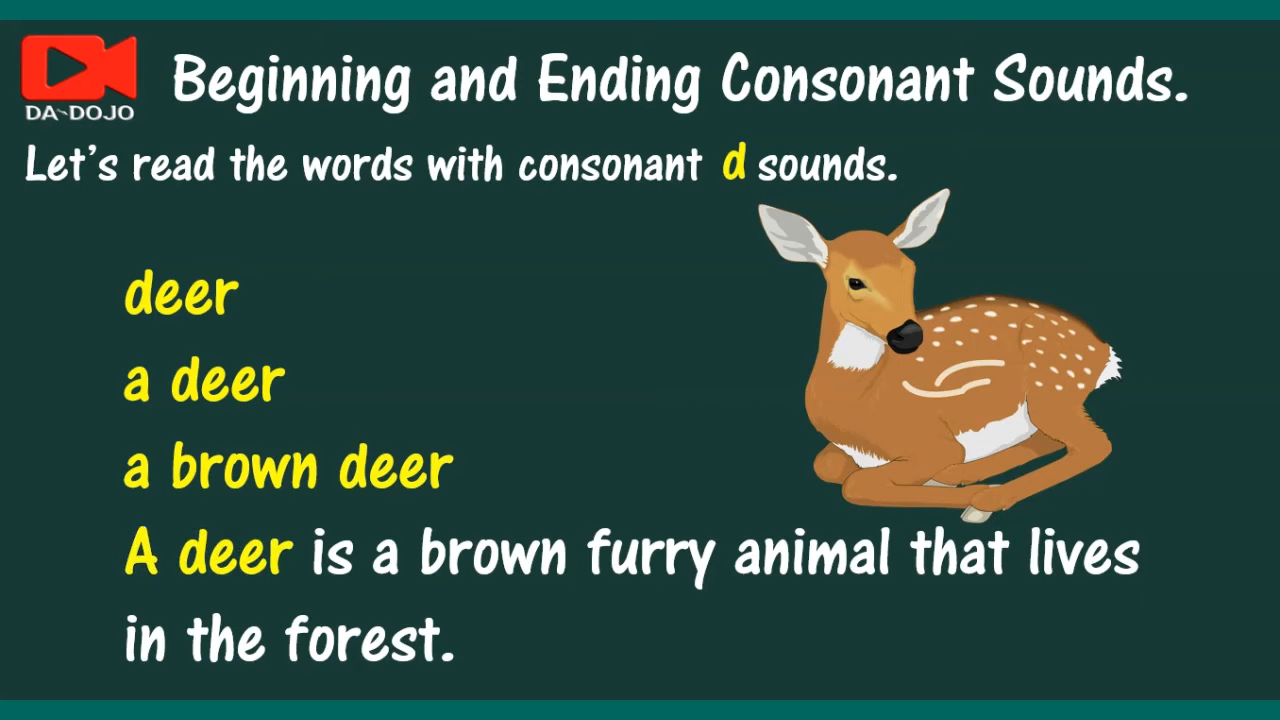 DA-DOJO
Beginning and Ending Consonant Sounds.
Let's read the words with consonant d sounds.
deer
a deer
a brown deer
A deer is a brown furry animal that lives
in the forest.